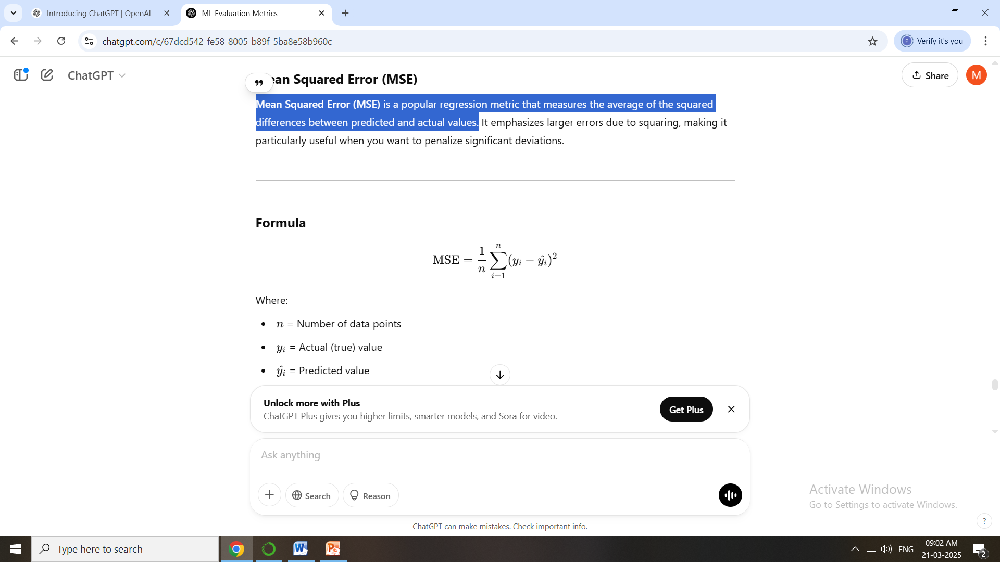 Introducing ChatGPT | OpenAI
ML Evaluation Metrics
chatgpt.com/c/67dcd542-fe58-8005-b89f-5ba8e58b960c
P
Verify it's you
ChatGPT
Share
M
ean Squared Error (MSE)
Mean Squared Error (MSE) is a popular regression metric that measures the average of the squared
differences between predicted and actual values. It emphasizes larger errors due to squaring, making it
particularly useful when you want to penalize significant deviations.
Formula
MSE = \frac{1}{n} \sum_{i=1}^{n} (y_i − \hat{y_i})^2
Where:
• n = Number of data points
• y_i = Actual (true) value
• \hat{y_i} = Predicted value
Unlock more with Plus
ChatGPT Plus gives you higher limits, smarter models, and Sora for video.
Get Plus
Ask anything
Search
Reason
Activate Windows
Go to Settings to activate Windows.
ChatGPT can make mistakes. Check important info.
?
Type here to search
ENG
09:02 AM
21-03-2025
2